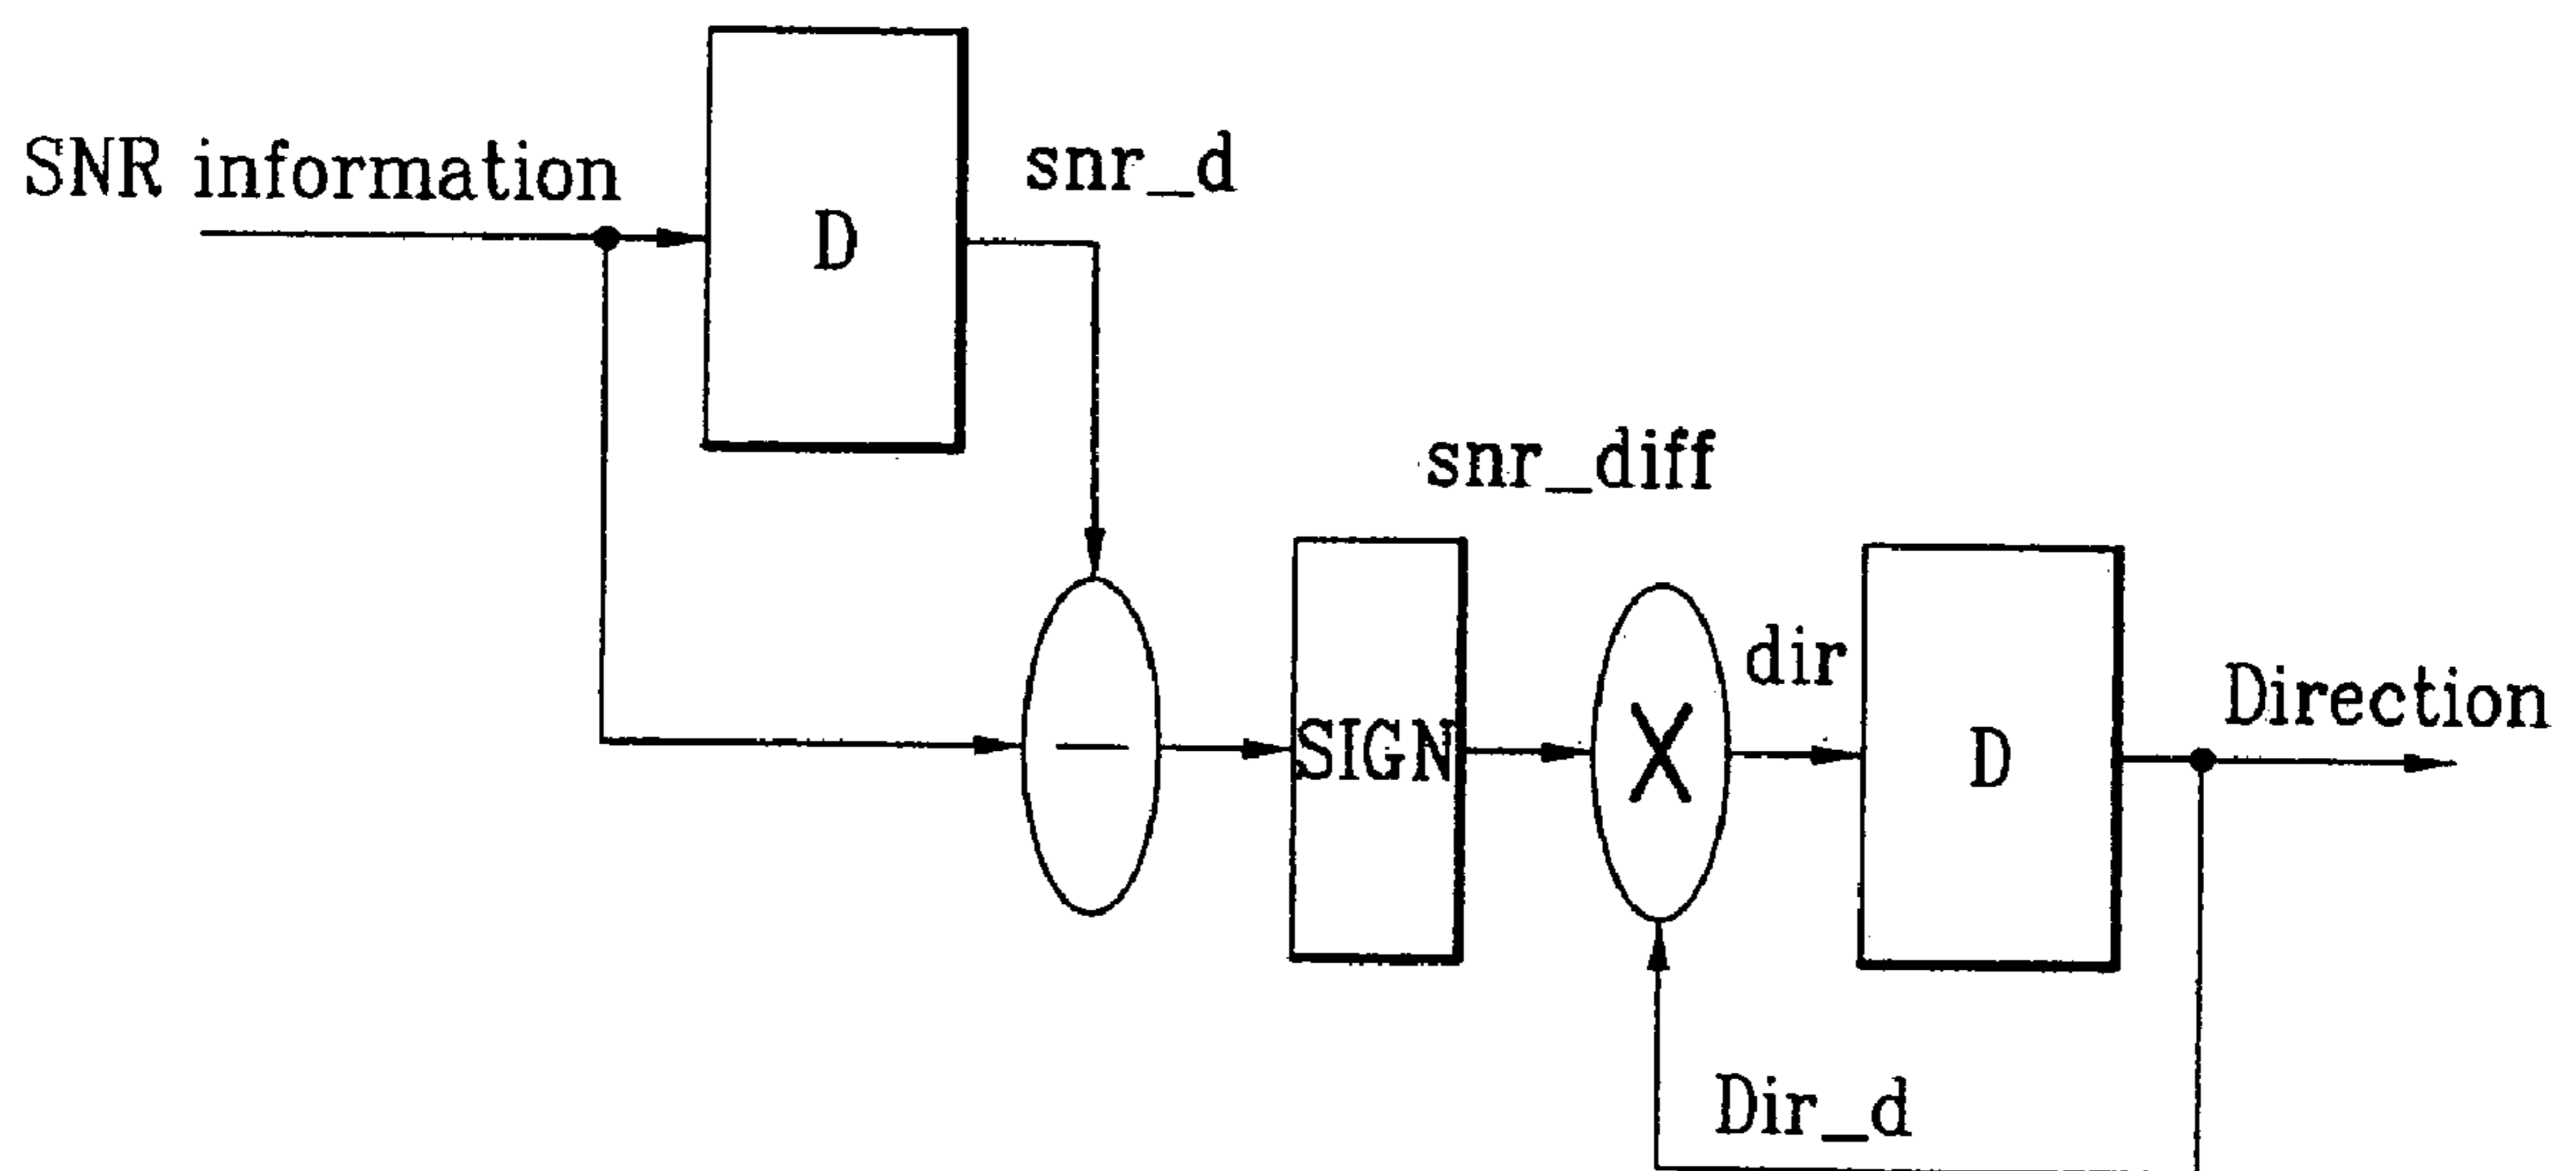 SNR information
D
snr_d
snr_diff
SIGN
X
dir
D
Direction
Dir_d